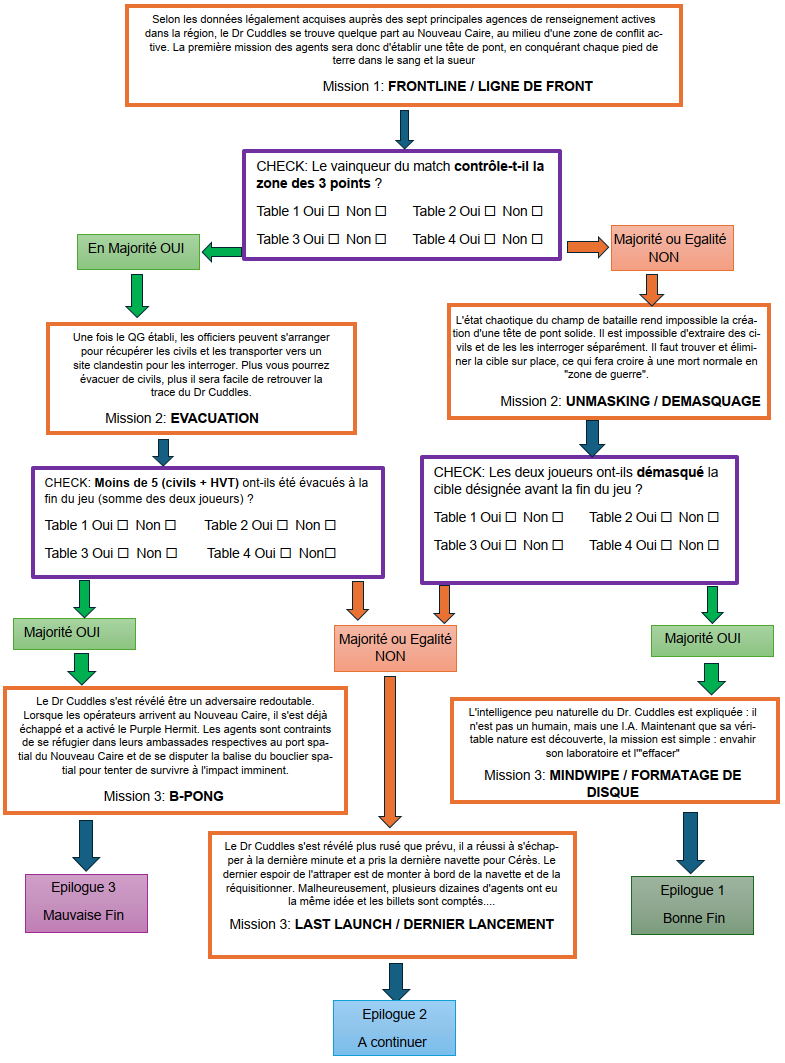 Selon les données légalement acquises auprès des sept principales agences de renseignement actives
dans la région, le Dr Cuddles se trouve quelque part au Nouveau Caire, au milieu d'une zone de conflit ac-
tive. La première mission des agents sera donc d'établir une tête de pont, en conquérant chaque pied de
terre dans le sang et la sueur
Mission 1: FRONTLINE / LIGNE DE FRONT
CHECK: Le vainqueur du match contrôle-t-il la
zone des 3 points ?
Table 1 Oui ☐ Non ☐ Table 2 Oui ☐ Non ☐
Table 3 Oui ☐ Non ☐ Table 4 Oui ☐ Non ☐
En Majorité OUI
Majorité ou Egalité
NON
Une fois le QG établi, les officiers peuvent s'arranger
pour récupérer les civils et les transporter vers un
site clandestin pour les interroger. Plus vous pourrez
évacuer de civils, plus il sera facile de retrouver la
trace du Dr Cuddles.
Mission 2: EVACUATION
L'état chaotique du champ de bataille rend impossible la créa-
tion d'une tête de pont solide. Il est impossible d'extraire des ci-
vils et de les les interroger séparément. Il faut trouver et élimi-
ner la cible sur place, ce qui fera croire à une mort normale en
"zone de guerre".
Mission 2: UNMASKING / DEMASQUAGE
CHECK: Moins de 5 (civils + HVT) ont-ils été évacués à la
fin du jeu (somme des deux joueurs) ?
Table 1 Oui ☐ Non ☐ Table 2 Oui ☐ Non ☐
Table 3 Oui ☐ Non ☐ Table 4 Oui ☐ Non☐
CHECK: Les deux joueurs ont-ils démasqué la
cible désignée avant la fin du jeu ?
Table 1 Oui ☐ Non ☐ Table 2 Oui ☐ Non ☐
Table 3 Oui ☐ Non ☐ Table 4 Oui ☐ Non ☐
Majorité OUI
Majorité ou Egalité
NON
Majorité OUI
Le Dr Cuddles s'est révélé être un adversaire redoutable.
Lorsque les opérateurs arrivent au Nouveau Caire, il s'est déjà
échappé et a activé le Purple Hermit. Les agents sont contraints
de se réfugier dans leurs ambassades respectives au port spa-
tial du Nouveau Caire et de se disputer la balise du bouclier spa-
tial pour tenter de survivre à l'impact imminent.
Mission 3: B-PONG
L'intelligence peu naturelle du Dr. Cuddles est expliquée : il
n'est pas un humain, mais une I.A. Maintenant que sa véri-
table nature est découverte, la mission est simple : envahir
son laboratoire et l'"effacer"
Mission 3: MINDWIPE / FORMATAGE DE
DISQUE
Le Dr Cuddles s'est révélé plus rusé que prévu, il a réussi à s'échap-
per à la dernière minute et a pris la dernière navette pour Cérès. Le
dernier espoir de l'attraper est de monter à bord de la navette et de la
réquisitionner. Malheureusement, plusieurs dizaines d'agents ont eu
la même idée et les billets sont comptés....
Mission 3: LAST LAUNCH / DERNIER LANCEMENT
Epilogue 3
Mauvaise Fin
Epilogue 1
Bonne Fin
Epilogue 2
A continuer